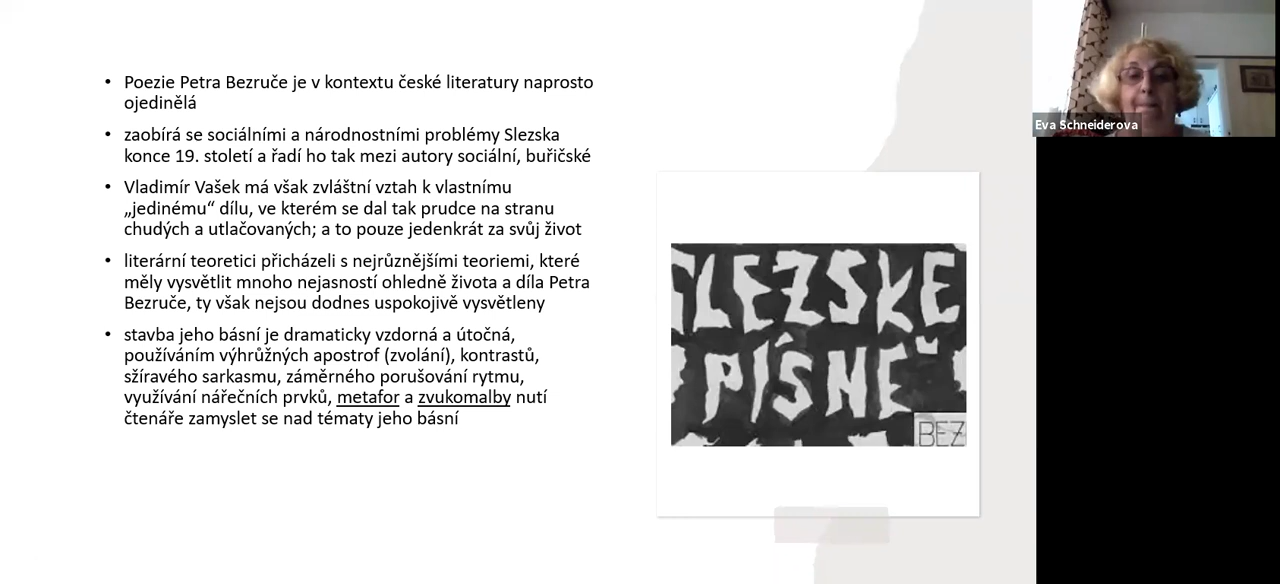 • Poezie Petra Bezruče je v kontextu české literatury naprosto
ojedinělá
• zaobírá se sociálními a národnostními problémy Slezska
konce 19. století a řadí ho tak mezi autory sociální, buřičské
• Vladimír Vašek má však zvláštní vztah k vlastnímu
„jedinému“ dílu, ve kterém se dal tak prudce na stranu
chudých a utlačovaných; a to pouze jedenkrát za svůj život
• literární teoretici přicházeli s nejrůznějšími teoriemi, které
měly vysvětlit mnoho nejasností ohledně života a díla Petra
Bezruče, ty však nejsou dodnes uspokojivě vysvětleny
• stavba jeho básní je dramaticky vzdorná a útočná,
používáním výhrůžných apostrof (zvolání), kontrastů,
sžíravého sarkasmu, záměrného porušování rytmu,
využívání nářečních prvků, metafor a zvukomalby nutí
čtenáře zamyslet se nad tématy jeho básní
SLEZSKÉ
PÍSNĚ
BEZ
Eva Schneiderova